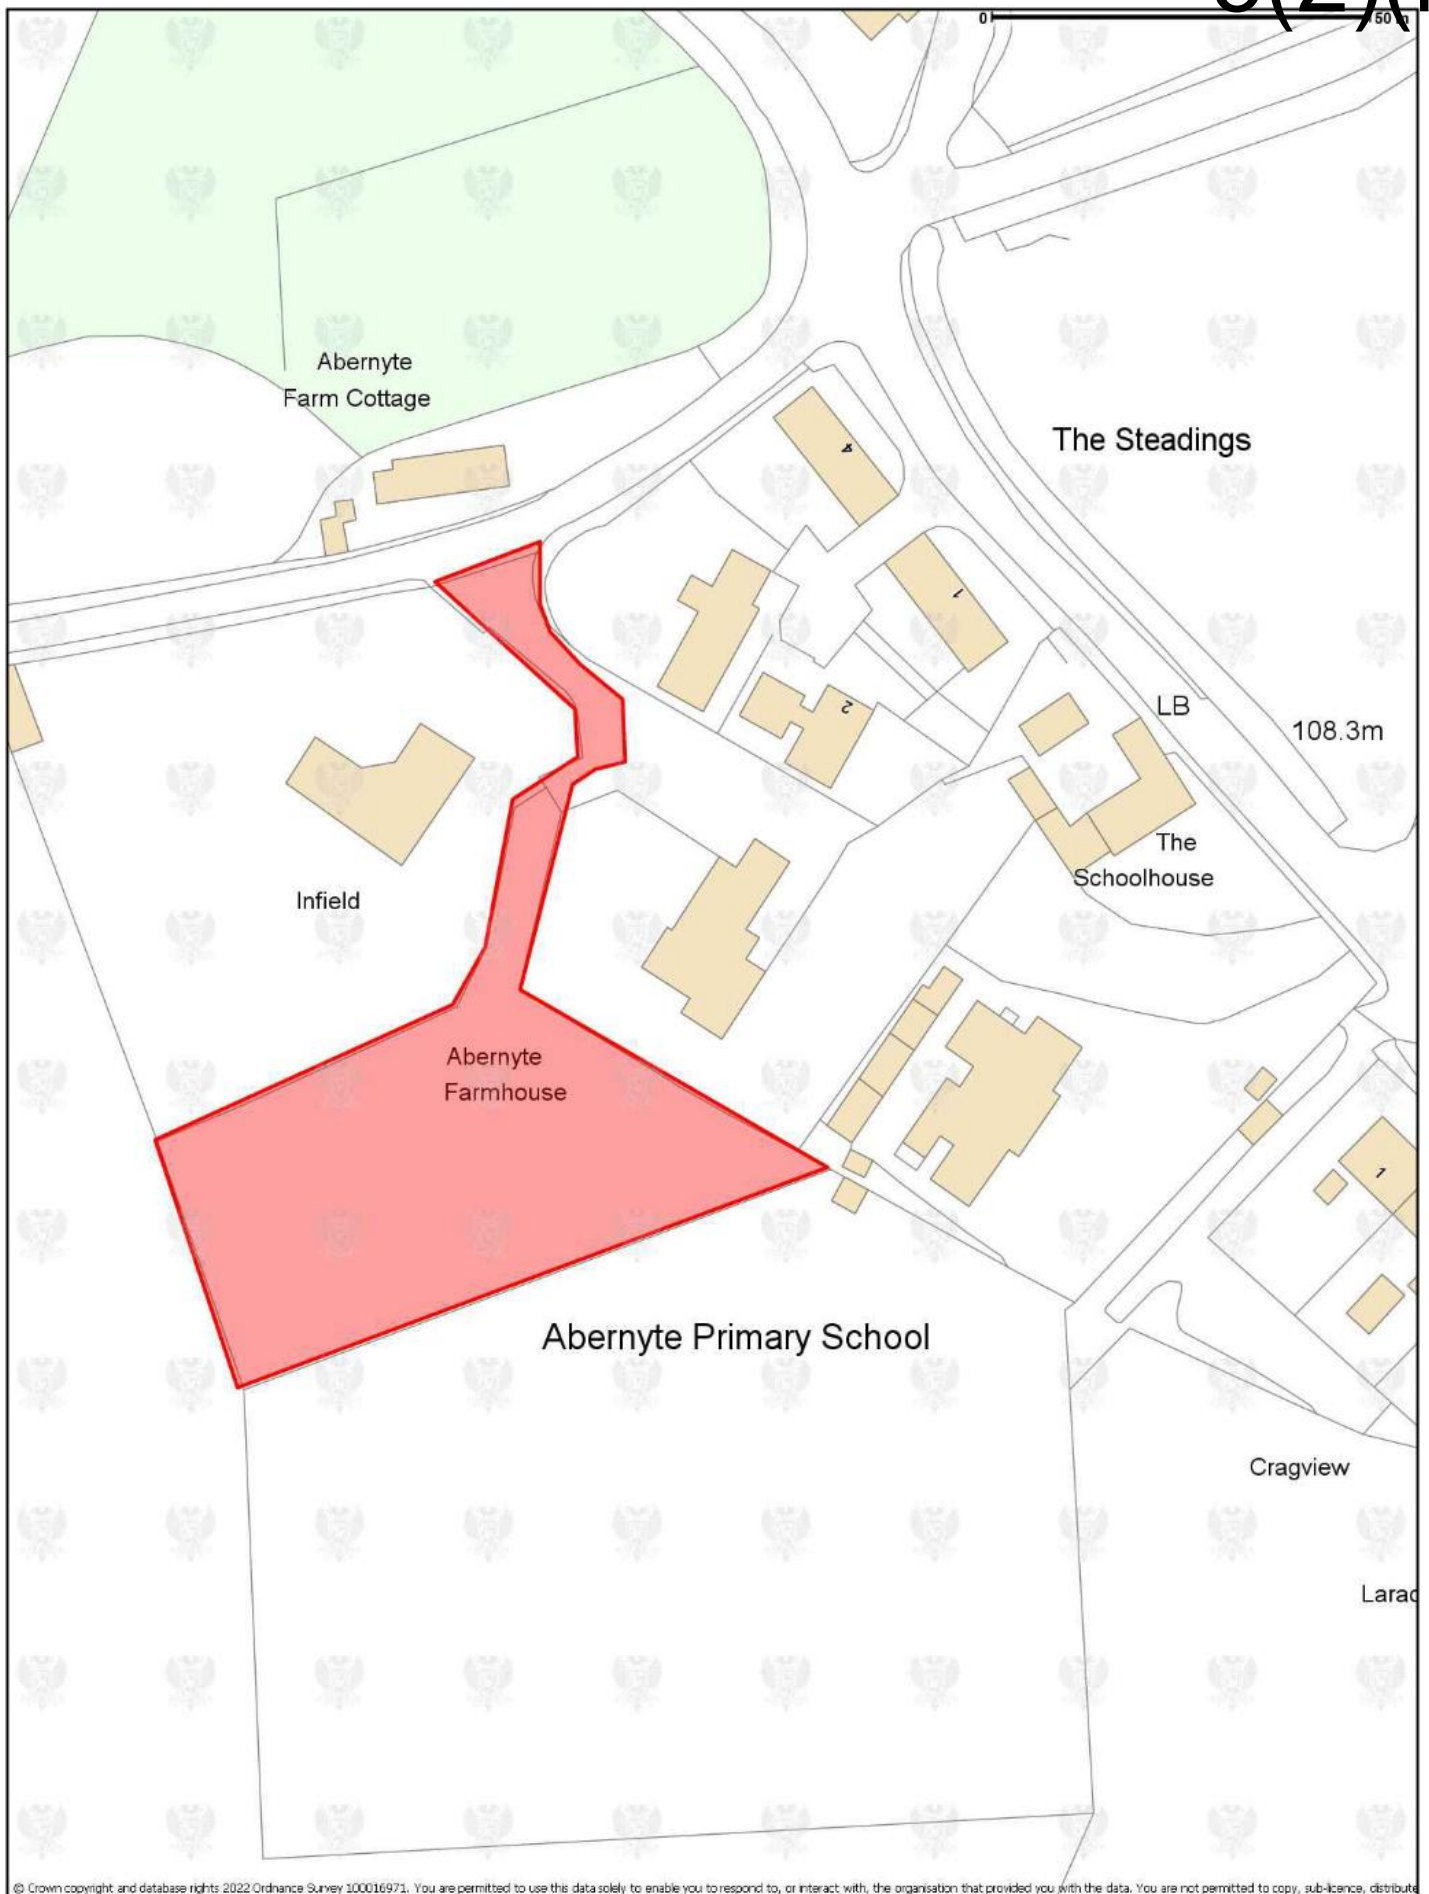 0
50 m
Abernyte
Farm Cottage
The Steadings
4
1
2
LB
108.3m
The
Schoolhouse
Infield
Abernyte
Farmhouse
1
Abernyte Primary School
Cragview
© Crown copyright and database rights 2022 Ordnance Survey 100016971. You are permitted to use this data solely to enable you to respond to, or interact with, the organisation that provided you with the data. You are not permitted to copy, sub-licence, distribute